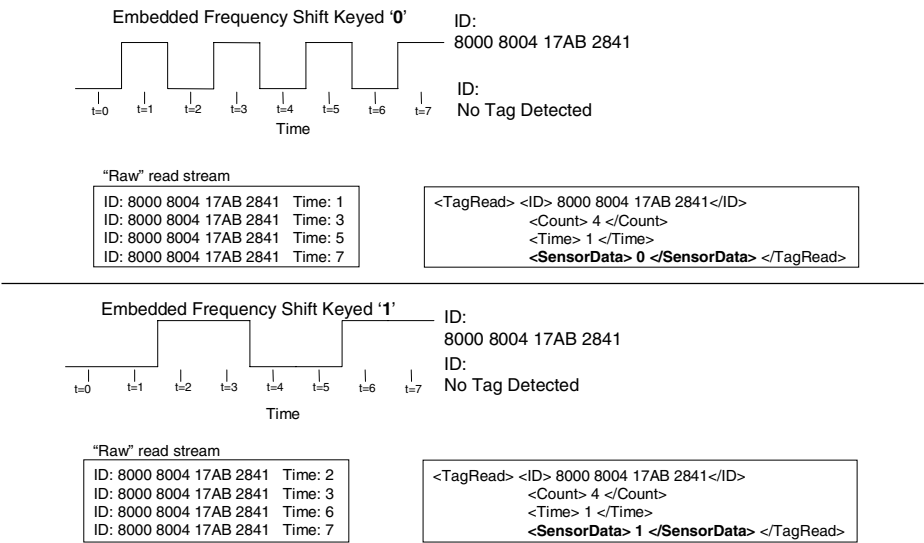 Embedded Frequency Shift Keyed ‘0’
ID:
8000 8004 17AB 2841
ID:
No Tag Detected
t=0 t=1 t=2 t=3 t=4 t=5 t=6 t=7
Time
“Raw” read stream
ID: 8000 8004 17AB 2841 Time: 1
ID: 8000 8004 17AB 2841 Time: 3
ID: 8000 8004 17AB 2841 Time: 5
ID: 8000 8004 17AB 2841 Time: 7
<TagRead> <ID> 8000 8004 17AB 2841</ID>
<Count> 4 </Count>
<Time> 1 </Time>
<SensorData> 0 </SensorData> </TagRead>
Embedded Frequency Shift Keyed ‘1’
ID:
8000 8004 17AB 2841
ID:
No Tag Detected
t=0 t=1 t=2 t=3 t=4 t=5 t=6 t=7
Time
“Raw” read stream
ID: 8000 8004 17AB 2841 Time: 2
ID: 8000 8004 17AB 2841 Time: 3
ID: 8000 8004 17AB 2841 Time: 6
ID: 8000 8004 17AB 2841 Time: 7
<TagRead> <ID> 8000 8004 17AB 2841</ID>
<Count> 4 </Count>
<Time> 1 </Time>
<SensorData> 1 </SensorData> </TagRead>